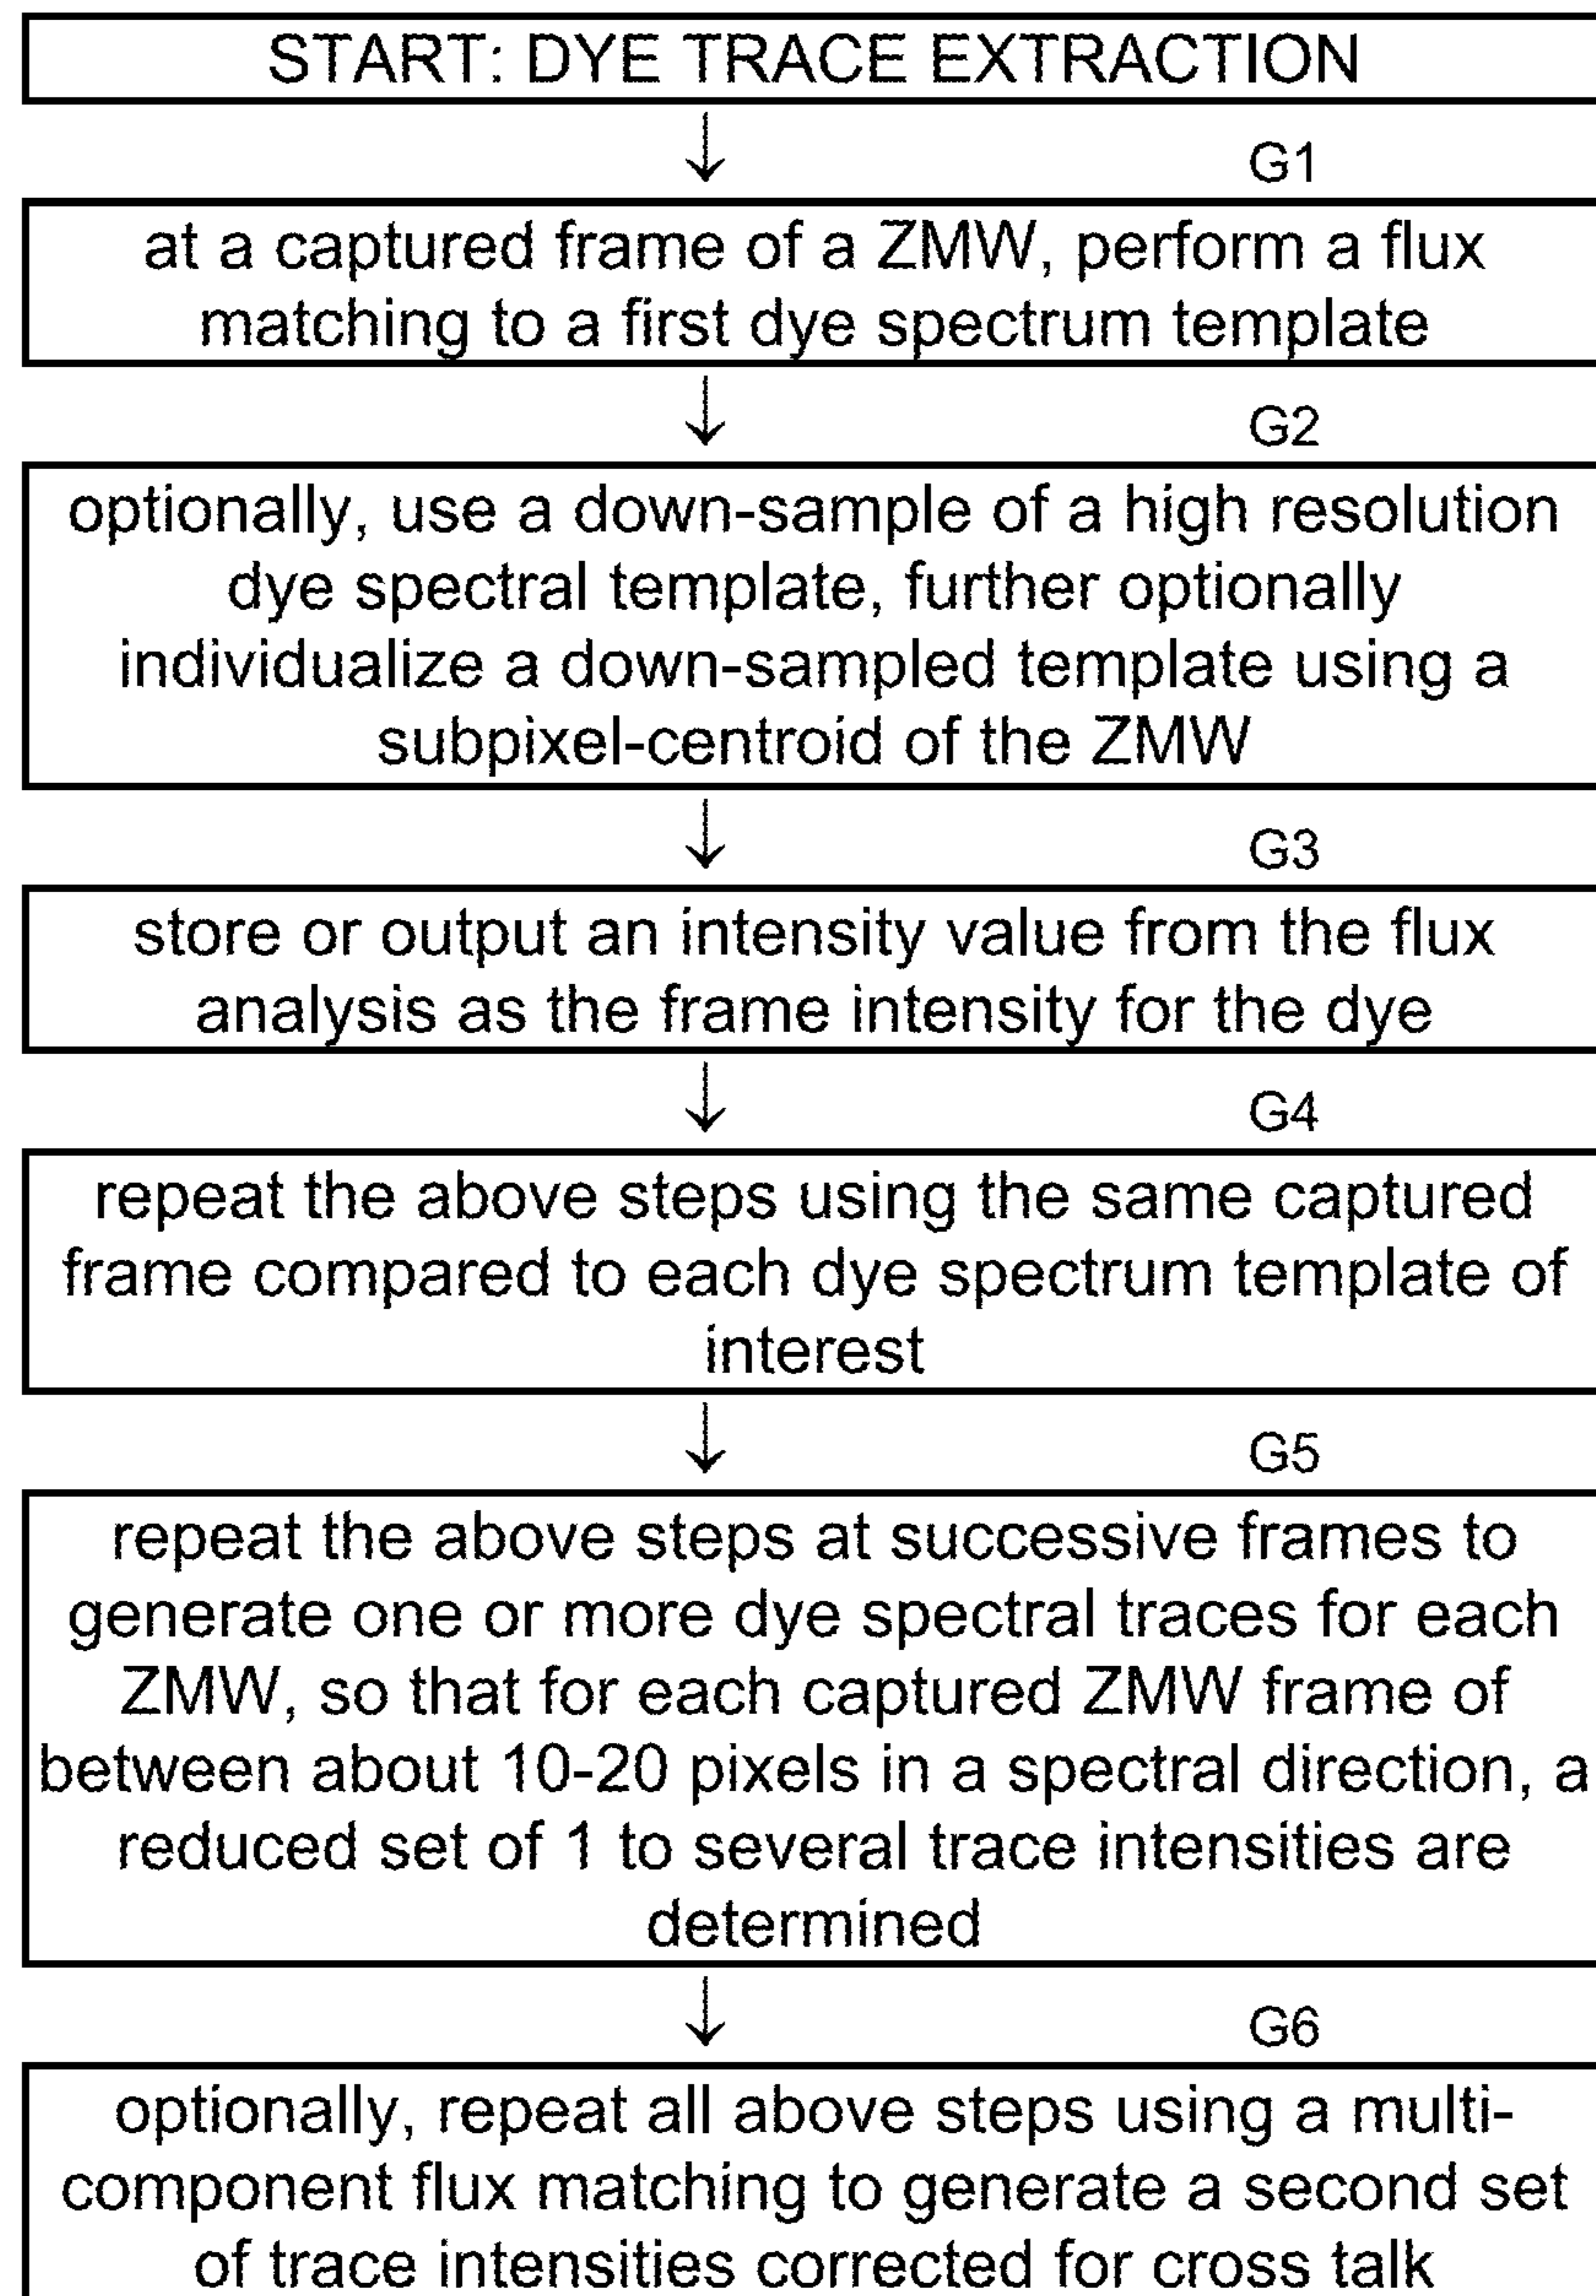 START: DYE TRACE EXTRACTION
G1
at a captured frame of a ZMW, perform a flux
matching to a first dye spectrum template
G2
optionally, use a down-sample of a high resolution
dye spectral template, further optionally
individualize a down-sampled template using a
subpixel-centroid of the ZMW
G3
store or output an intensity value from the flux
analysis as the frame intensity for the dye
G4
repeat the above steps using the same captured
frame compared to each dye spectrum template of
interest
G5
repeat the above steps at successive frames to
generate one or more dye spectral traces for each
ZMW, so that for each captured ZMW frame of
between about 10-20 pixels in a spectral direction, a
reduced set of 1 to several trace intensities are
determined
G6
optionally, repeat all above steps using a multi-
component flux matching to generate a second set
of trace intensities corrected for cross talk